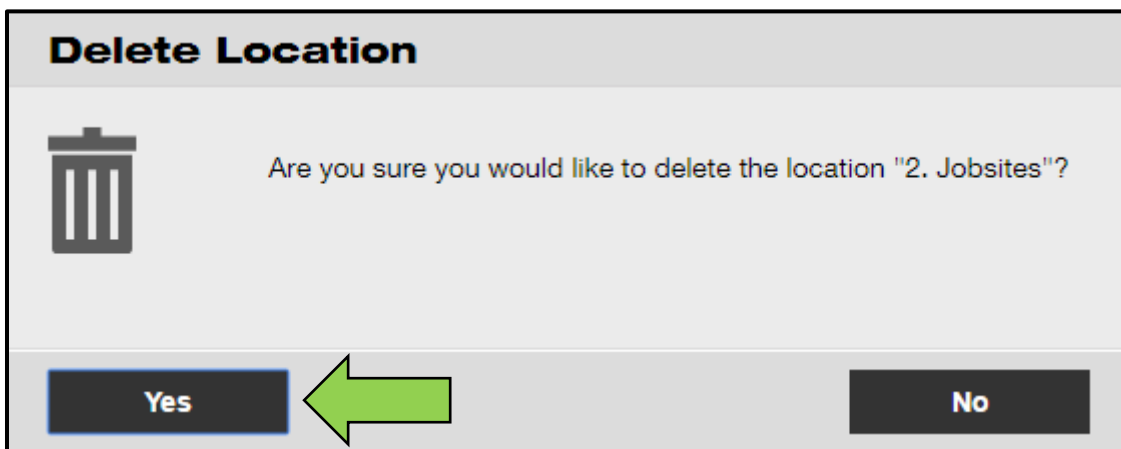 Delete Location
Are you sure you would like to delete the location "2. Jobsites"?
Yes
No